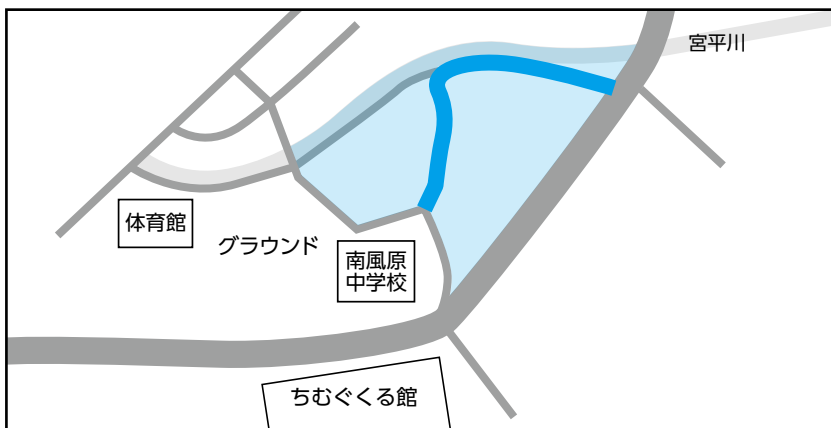 宮平川
体育館
グラウンド
南風原
中学校
ちむぐくる館